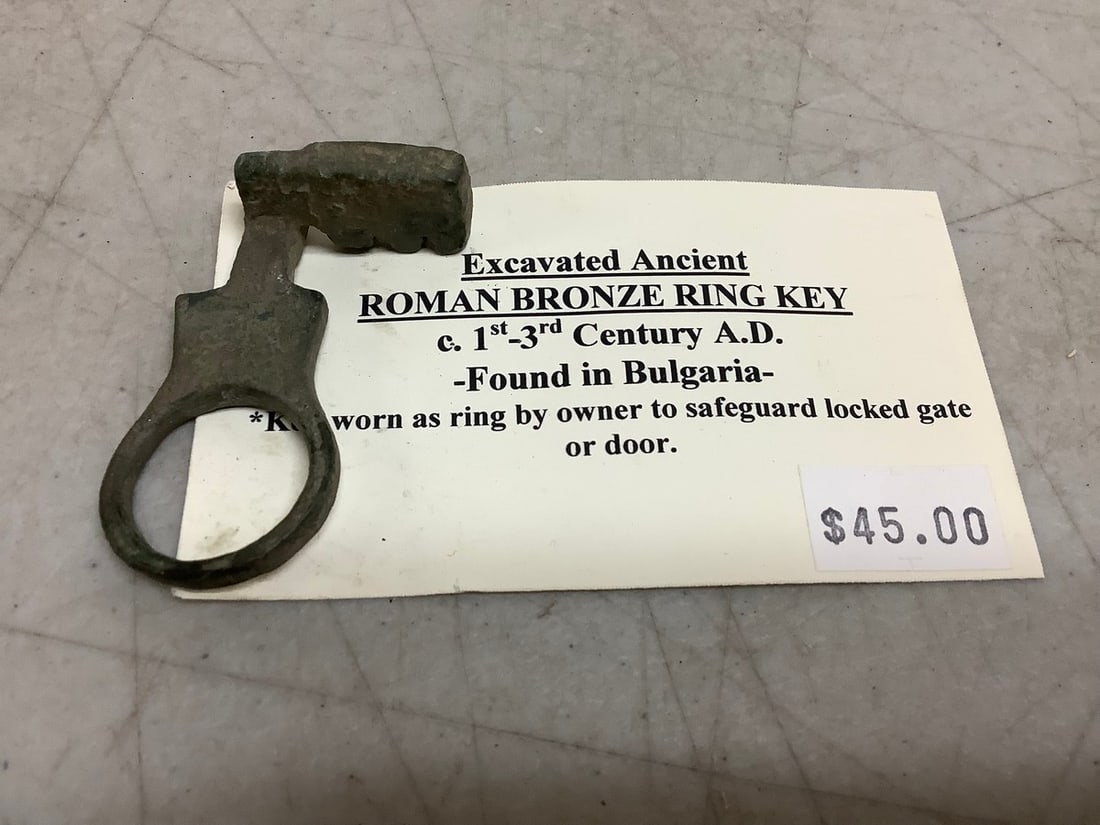 Excavated Ancient
ROMAN BRONZE RING KEY
c. 1st-3rd Century A.D.
-Found in Bulgaria-
*K worn as ring by owner to safeguard locked gate
or door.
$45.00